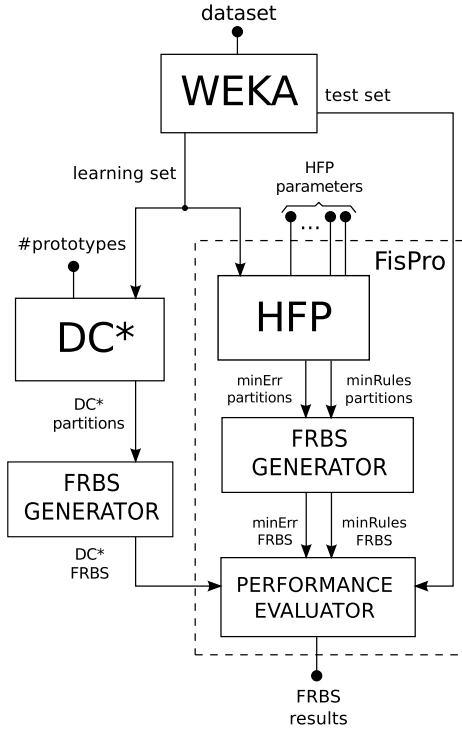 dataset
WEKA
test set
learning set
HFP
parameters
...
#prototypes
FisPro
DC*
HFP
DC*
partitions
minErr
partitions
minRules
partitions
FRBS
GENERATOR
FRBS
GENERATOR
minErr
FRBS
minRules
FRBS
DC*
FRBS
PERFORMANCE
EVALUATOR
FRBS
results